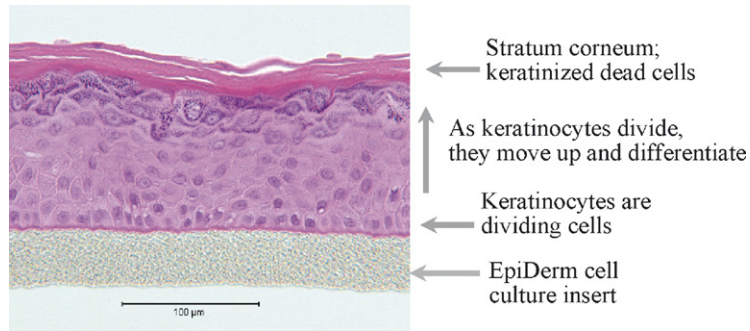 Stratum corneum;
keratinized dead cells
As keratinocytes divide,
they move up and differentiate
Keratinocytes are
dividing cells
EpiDerm cell
culture insert
100 µm